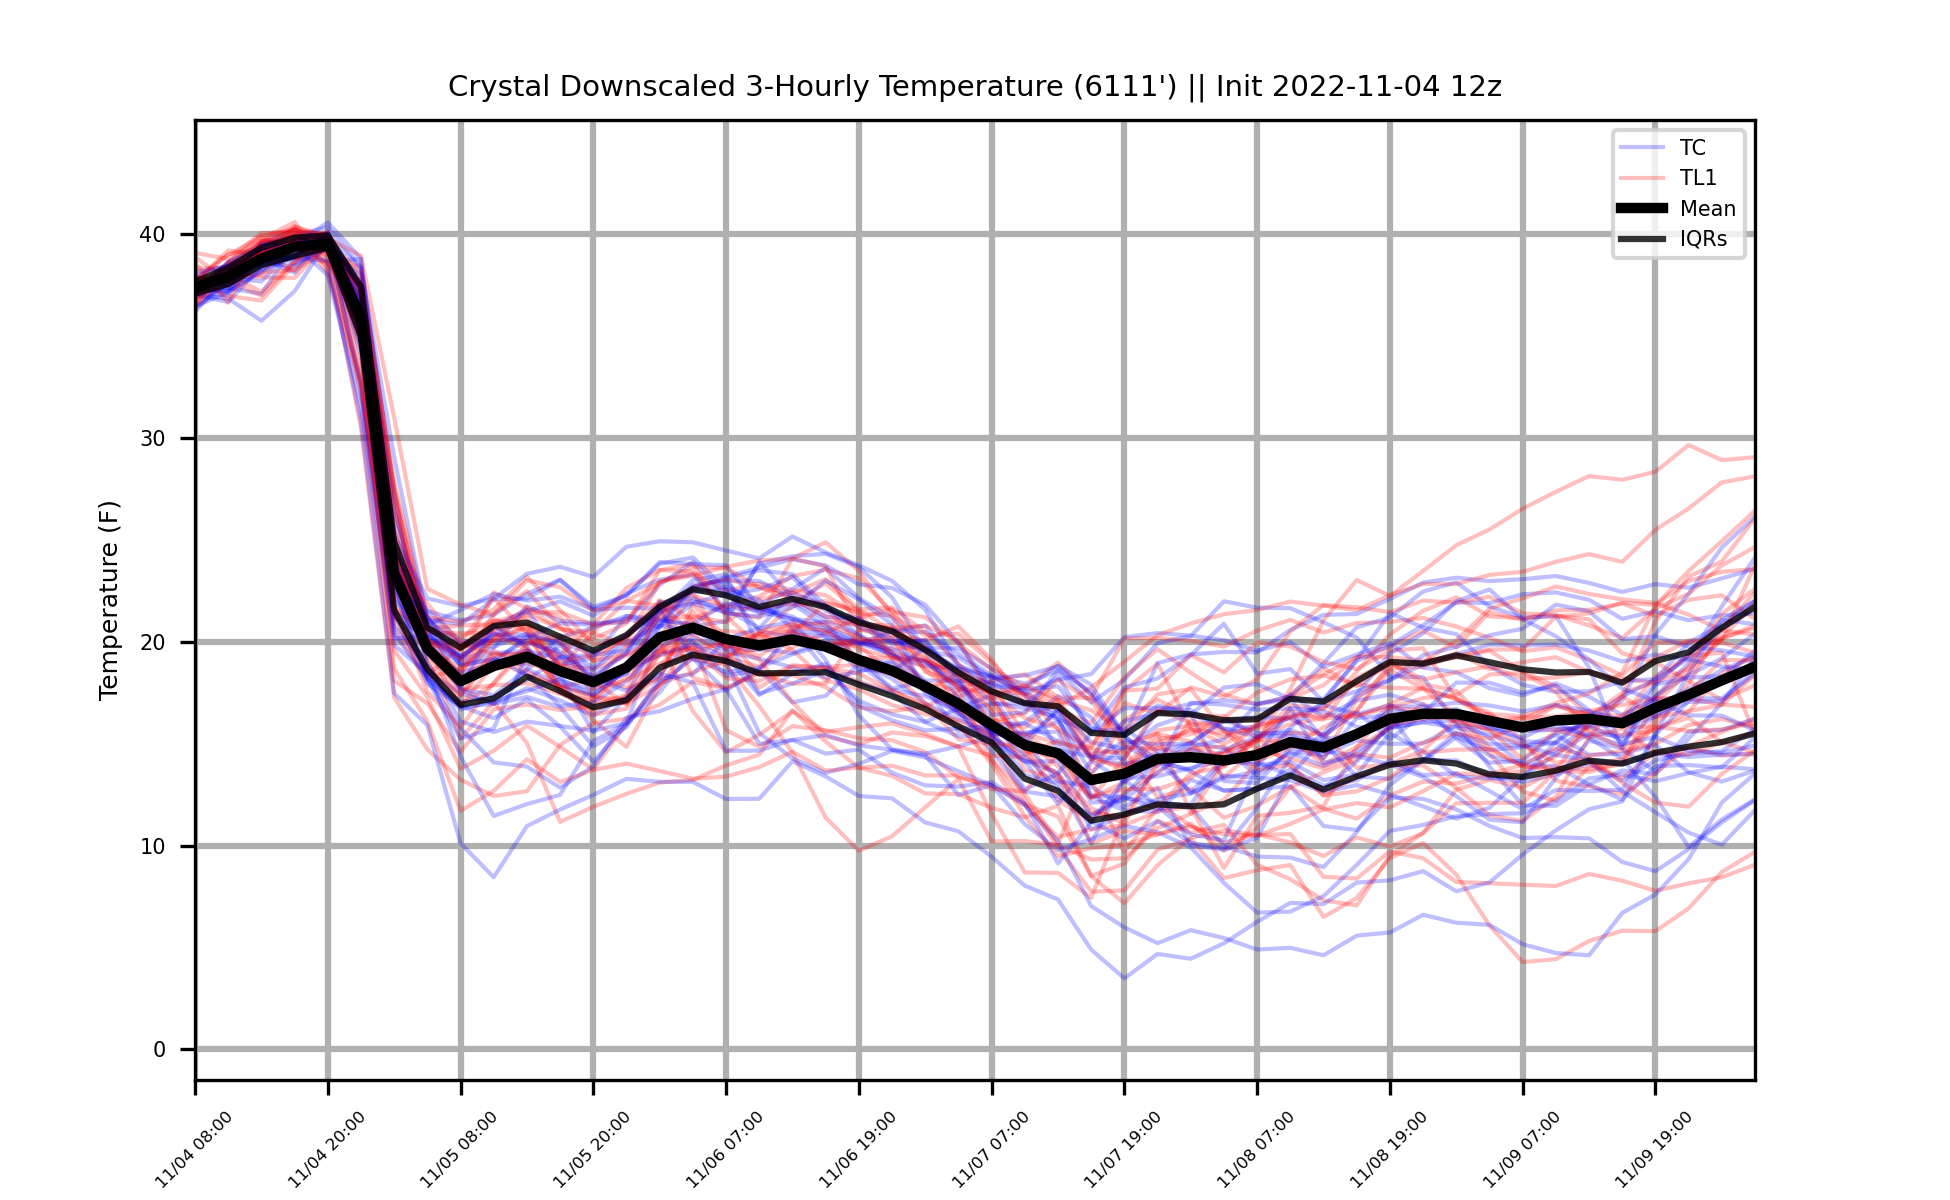 Crystal Downscaled 3-Hourly Temperature (6111') || Init 2022-11-04 12z
TC
TL1
Mean
IQRs
Temperature (F)
40
30
20
10
0
11/04 08:00
11/04 20:00
11/05 08:00
11/05 20:00
11/06 07:00
11/06 19:00
11/07 07:00
11/07 19:00
11/08 07:00
11/08 19:00
11/09 07:00
11/09 19:00